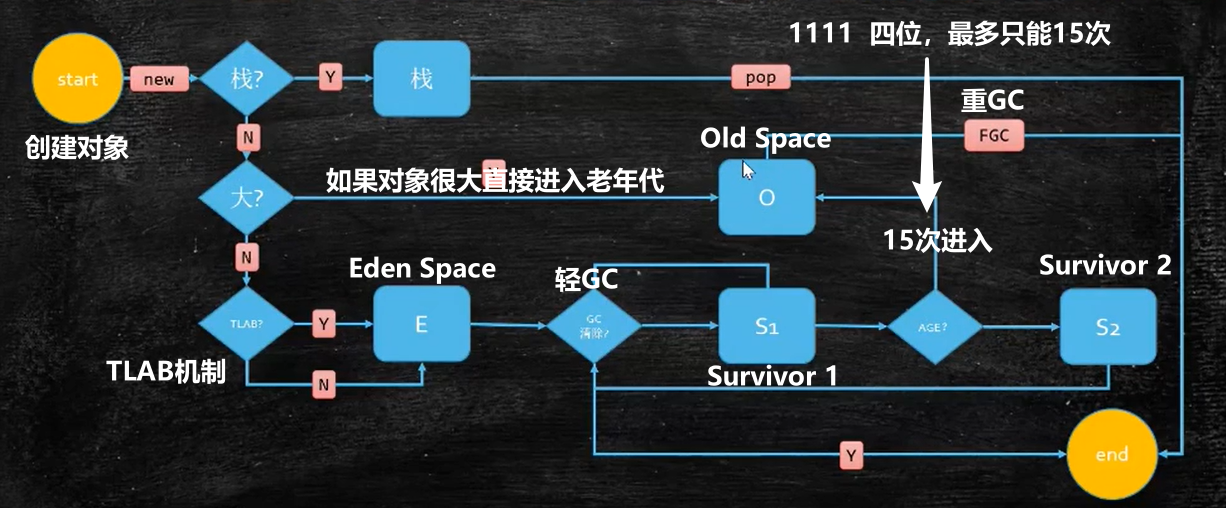 1111 四位，最多只能15次
start
new
栈?
Y
栈
pop
重GC
创建对象
N
Old Space
FGC
如果对象很大直接进入老年代
大?
O
15次进入
N
Eden Space
轻GC
Survivor 2
TLAB?
Y
E
GC
清除?
S1
AGE?
S2
TLAB机制
N
Survivor 1
Y
end